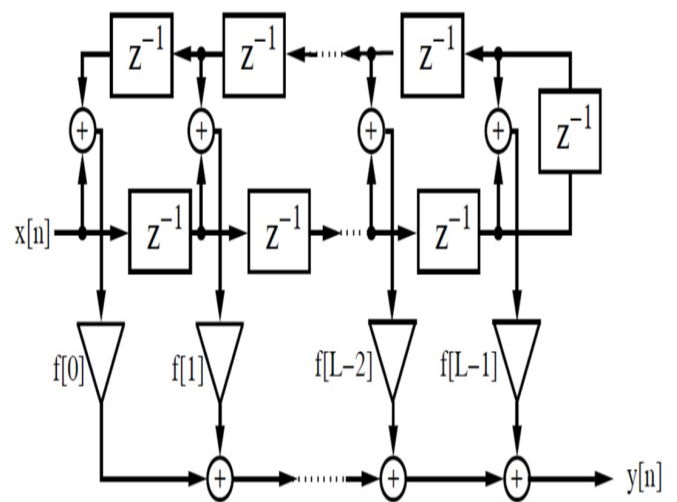 z⁻¹ z⁻¹ z⁻¹
z⁻¹
+ + + +
x[n] z⁻¹ z⁻¹ z⁻¹
f[0] f[1] f[L−2] f[L−1]
+ + + y[n]